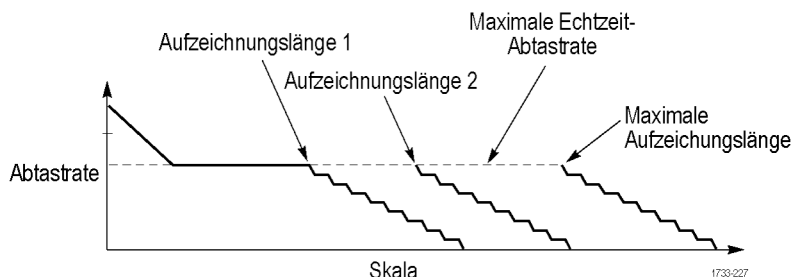 Maximale Echtzeit-
Abtastrate
Aufzeichnungslänge 1
Aufzeichnungslänge 2
Maximale
Aufzeichungslänge
Abtastrate
Skala
1733-227